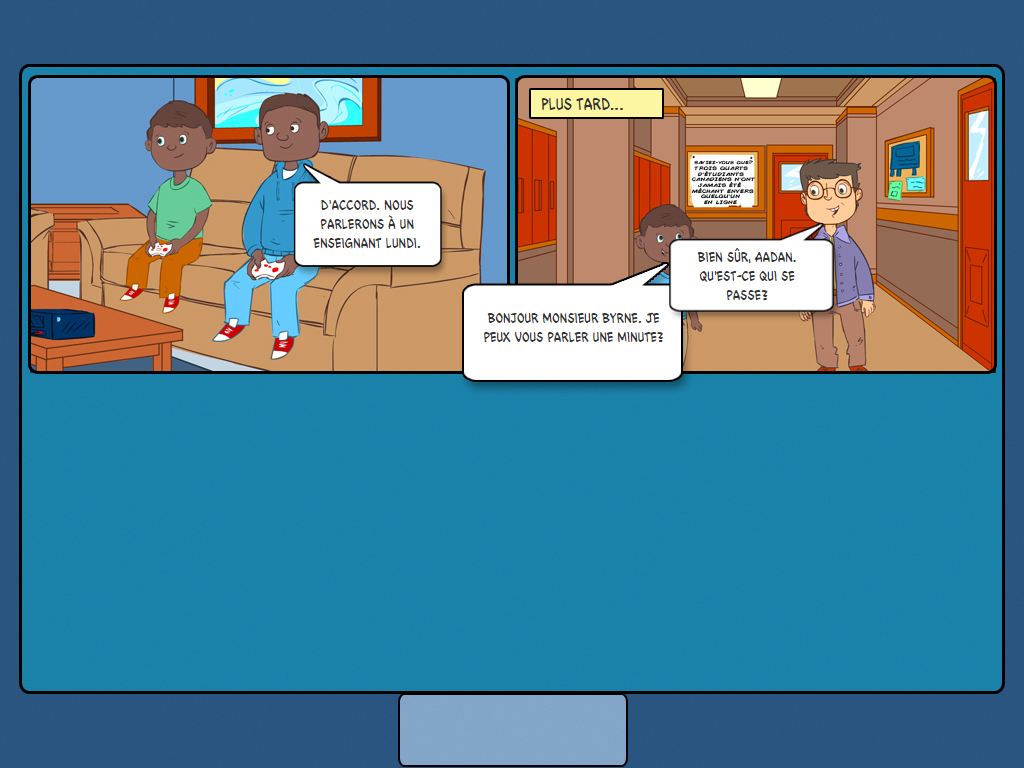 D'ACCORD. NOUS
PARLERONS À UN
ENSEIGNANT LUNDI.
PLUS TARD...
SAVIEZ-VOUS QUE?
TROIS QUARTS
D'ÉTUDIANTS
CANADIENS N'ONT
JAMAIS ÉTÉ
MÉCHANT ENVERS
QUELQU'UN
EN LIGNE
BONJOUR MONSIEUR BYRNE. JE
PEUX VOUS PARLER UNE MINUTE?
BIEN SÛR, AADAN.
QU'EST-CE QUI SE
PASSE?